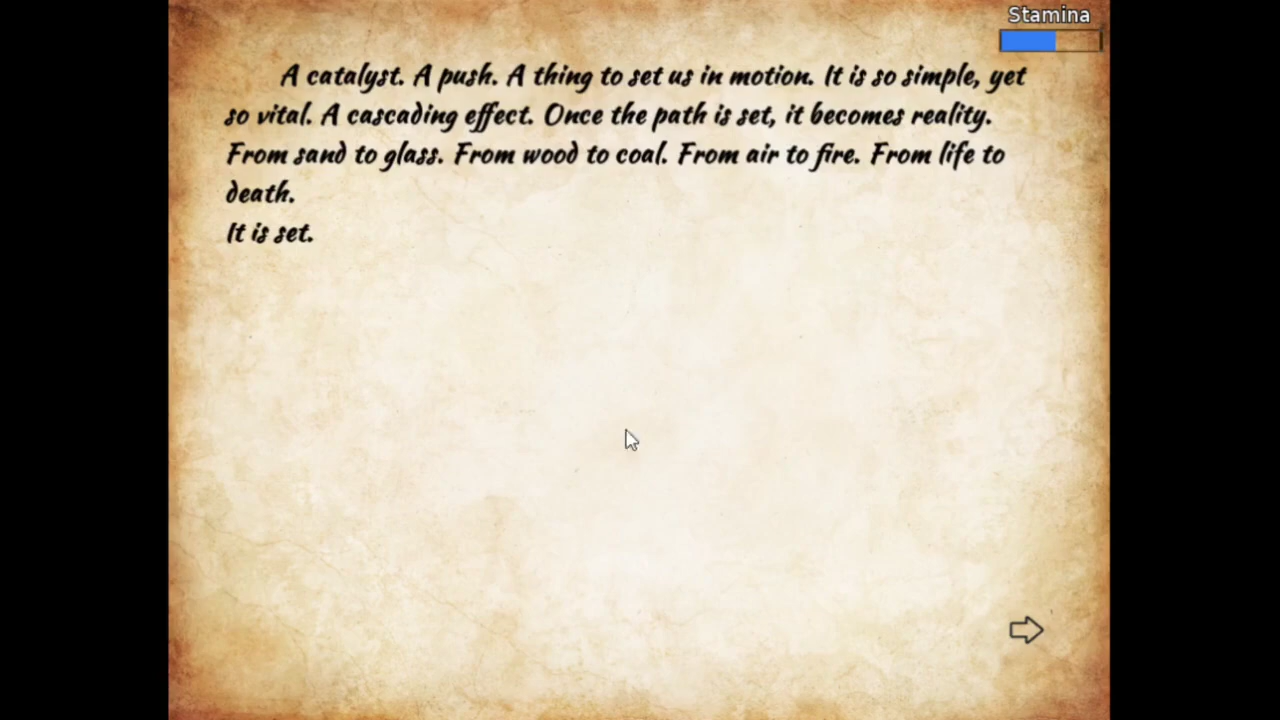 Stamina
A catalyst. A push. A thing to set us in motion. It is so simple, yet
so vital. A cascading effect. Once the path is set, it becomes reality.
From sand to glass. From wood to coal. From air to fire. From life to
death.
It is set.